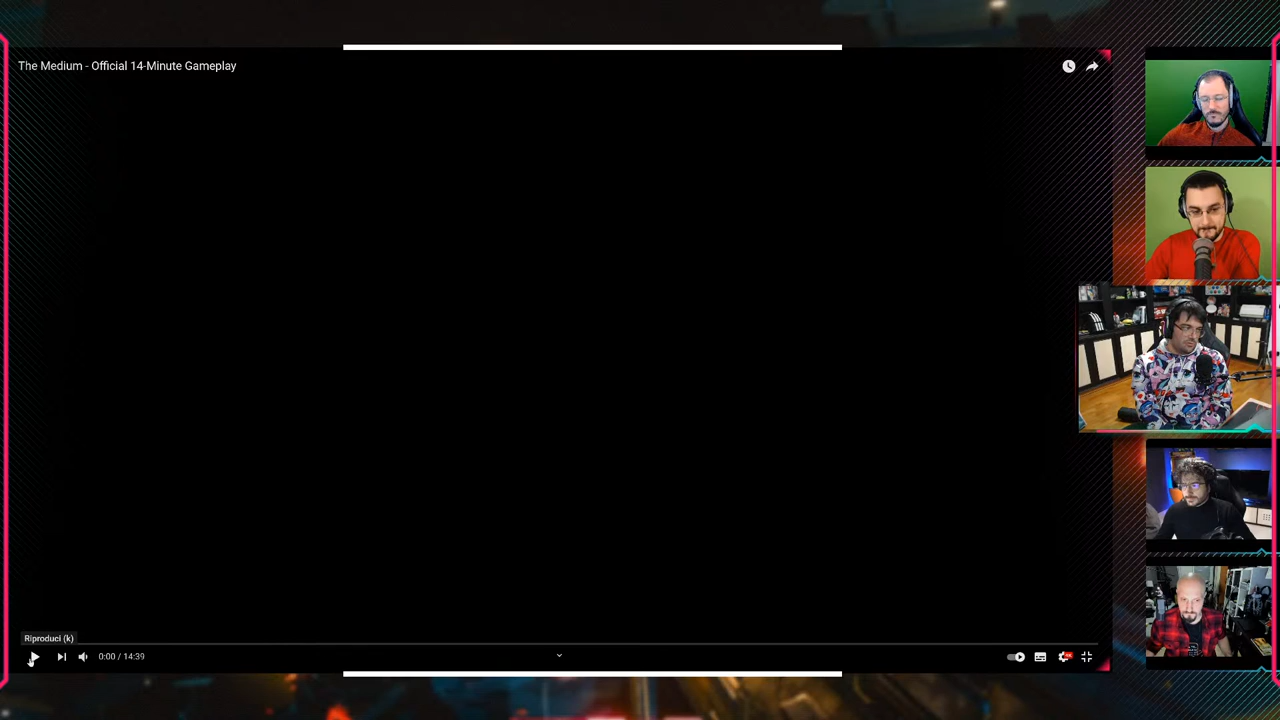 The Medium - Official 14-Minute Gameplay
Riproduci (k)
0:00 / 14:39